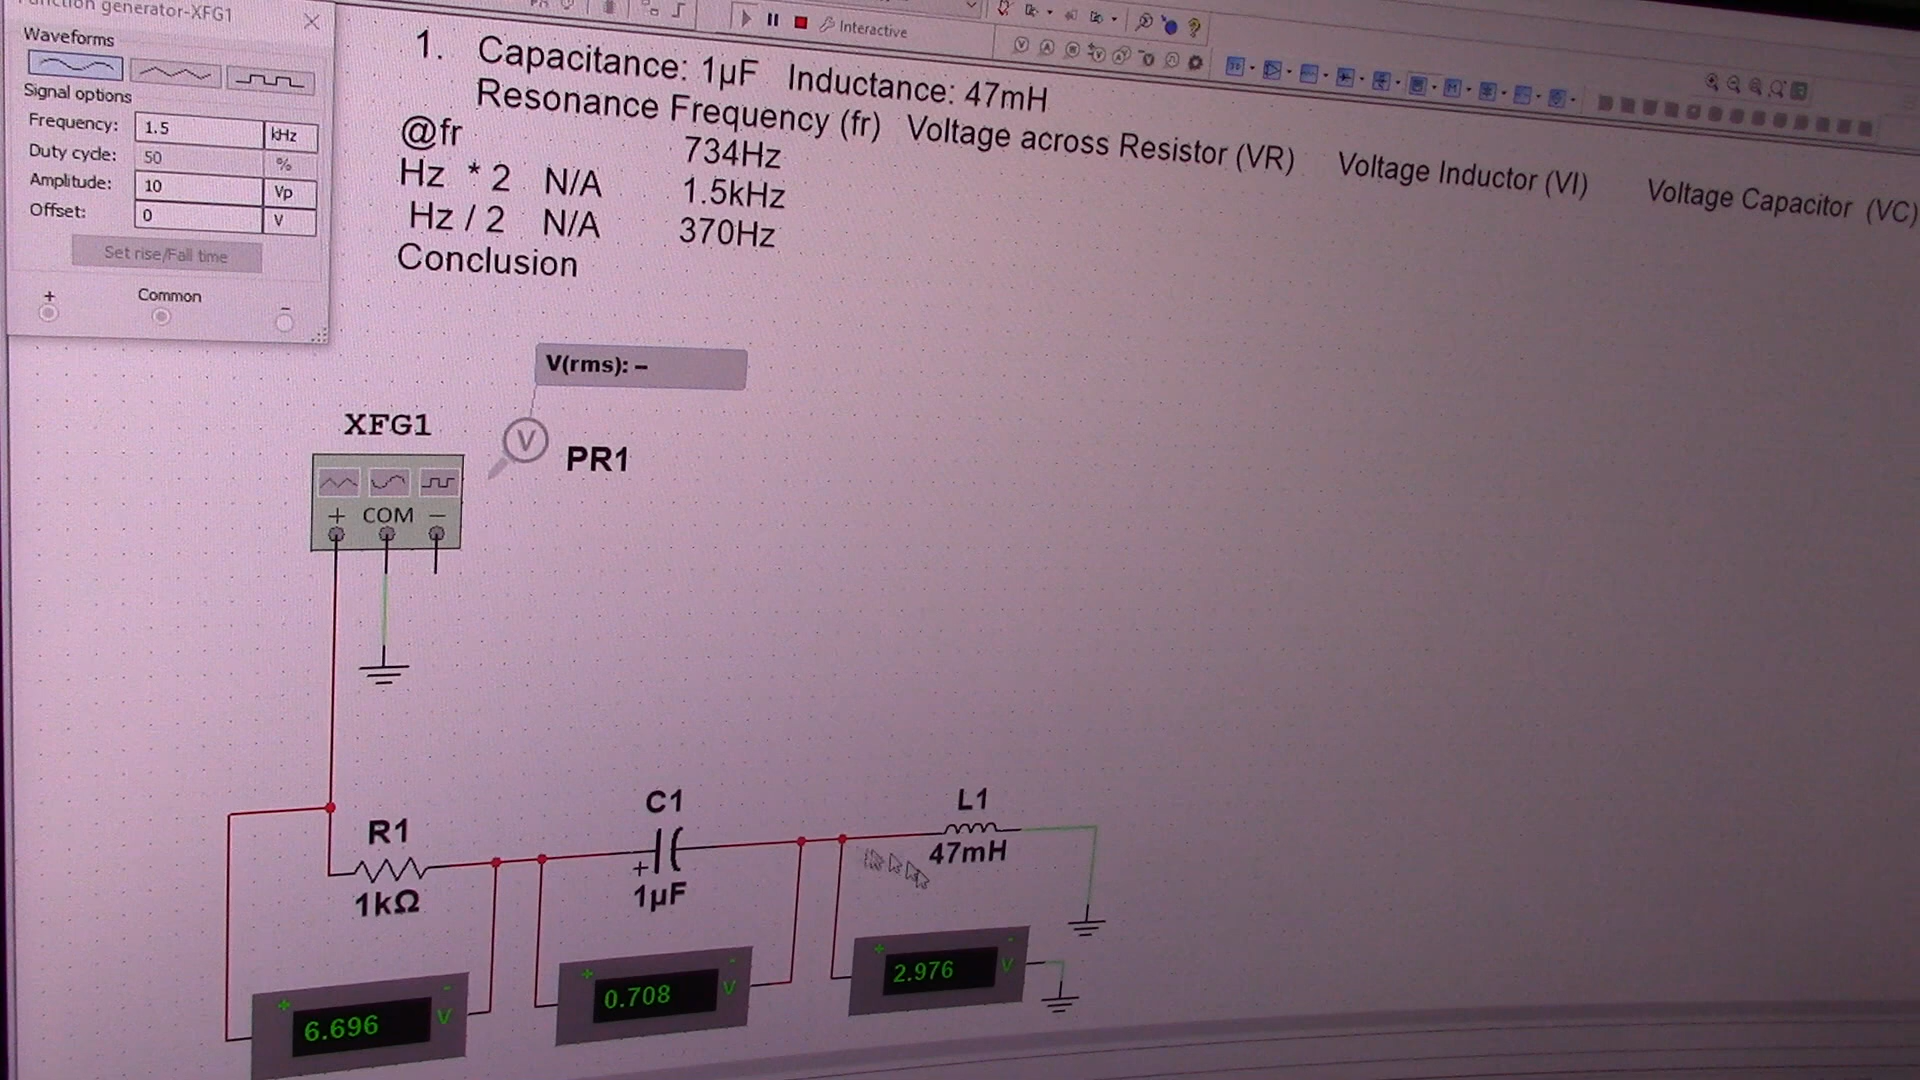 Function generator-XFG1
Waveforms
Signal options
Frequency: 1.5 kHz
Duty cycle: 50 %
Amplitude: 10 Vp
Offset: 0 V
Set rise/Fall time
+ Common −
Interactive
1. Capacitance: 1µF Inductance: 47mH
Resonance Frequency (fr) Voltage across Resistor (VR) Voltage Inductor (VI) Voltage Capacitor (VC)
@fr 734Hz
Hz * 2 N/A 1.5kHz
Hz / 2 N/A 370Hz
Conclusion
V(rms): –
V
PR1
XFG1
+ COM −
R1
1kΩ
C1
+
1µF
L1
47mH
+ 6.696 - V
+ 0.708 - V
+ 2.976 - V